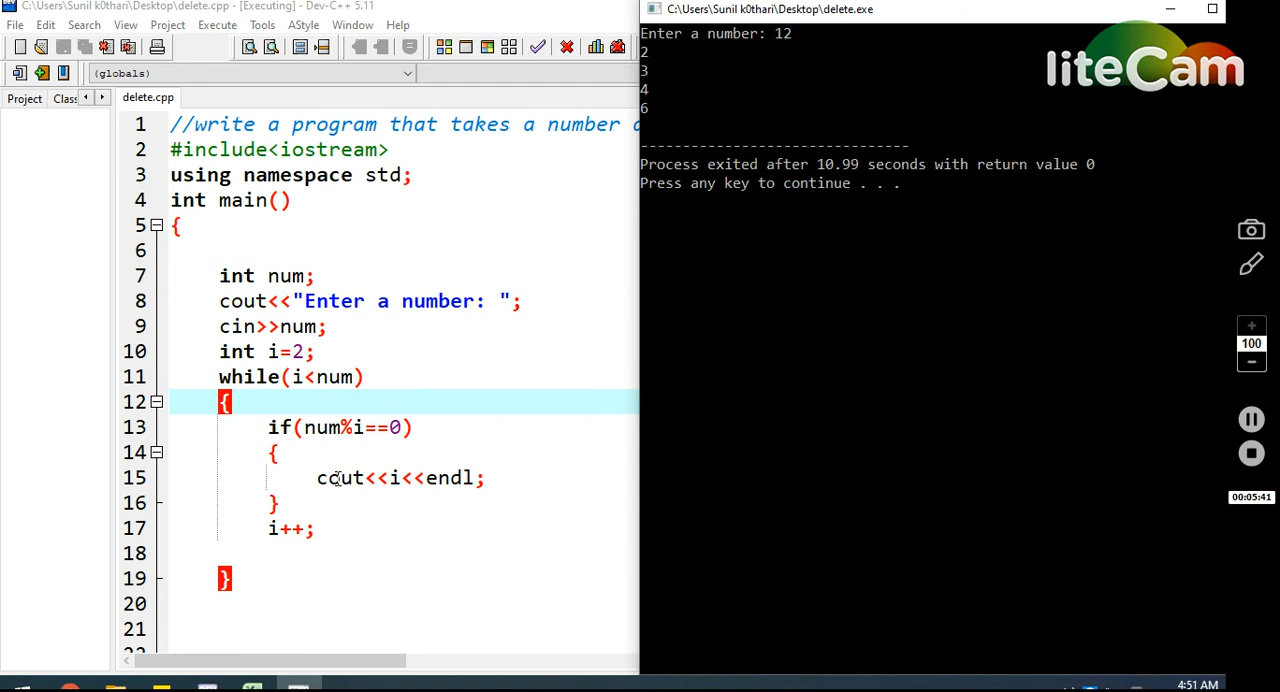 C:\Users\Sunil k0thari\Desktop\delete.cpp - [Executing] - Dev-C++ 5.11
File Edit Search View Project Execute Tools AStyle Window Help
(globals)
Project Clas
delete.cpp
1 //write a program that takes a number
2 #include<iostream>
3 using namespace std;
4 int main()
5 {
6
7 int num;
8 cout<<"Enter a number: ";
9 cin>>num;
10 int i=2;
11 while(i<num)
12 {
13 if(num%i==0)
14 {
15 cout<<i<<endl;
16 }
17 i++;
18
19 }
20
21
C:\Users\Sunil k0thari\Desktop\delete.exe
Enter a number: 12
2
3
4
6
--------------------------------
Process exited after 10.99 seconds with return value 0
Press any key to continue . . .
liteCam
100
00:05:41
4:51 AM